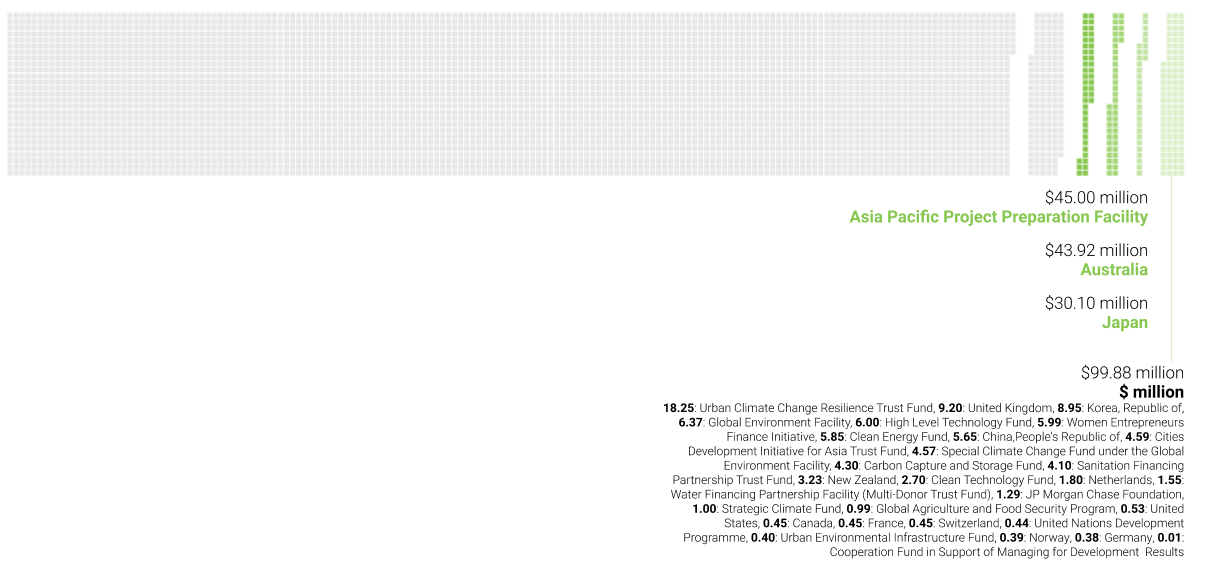 $45.00 million
Asia Pacific Project Preparation Facility
$43.92 million
Australia
$30.10 million
Japan
$99.88 million
$ million
18.25: Urban Climate Change Resilience Trust Fund, 9.20: United Kingdom, 8.95: Korea, Republic of,
6.37: Global Environment Facility, 6.00: High Level Technology Fund, 5.99: Women Entrepreneurs
Finance Initiative, 5.85: Clean Energy Fund, 5.65: China,People's Republic of, 4.59: Cities
Development Initiative for Asia Trust Fund, 4.57: Special Climate Change Fund under the Global
Environment Facility, 4.30: Carbon Capture and Storage Fund, 4.10: Sanitation Financing
Partnership Trust Fund, 3.23: New Zealand, 2.70: Clean Technology Fund, 1.80: Netherlands, 1.55:
Water Financing Partnership Facility (Multi-Donor Trust Fund), 1.29: JP Morgan Chase Foundation,
1.00: Strategic Climate Fund, 0.99: Global Agriculture and Food Security Program, 0.53: United
States, 0.45: Canada, 0.45: France, 0.45: Switzerland, 0.44: United Nations Development
Programme, 0.40: Urban Environmental Infrastructure Fund, 0.39: Norway, 0.38: Germany, 0.01:
Cooperation Fund in Support of Managing for Development Results